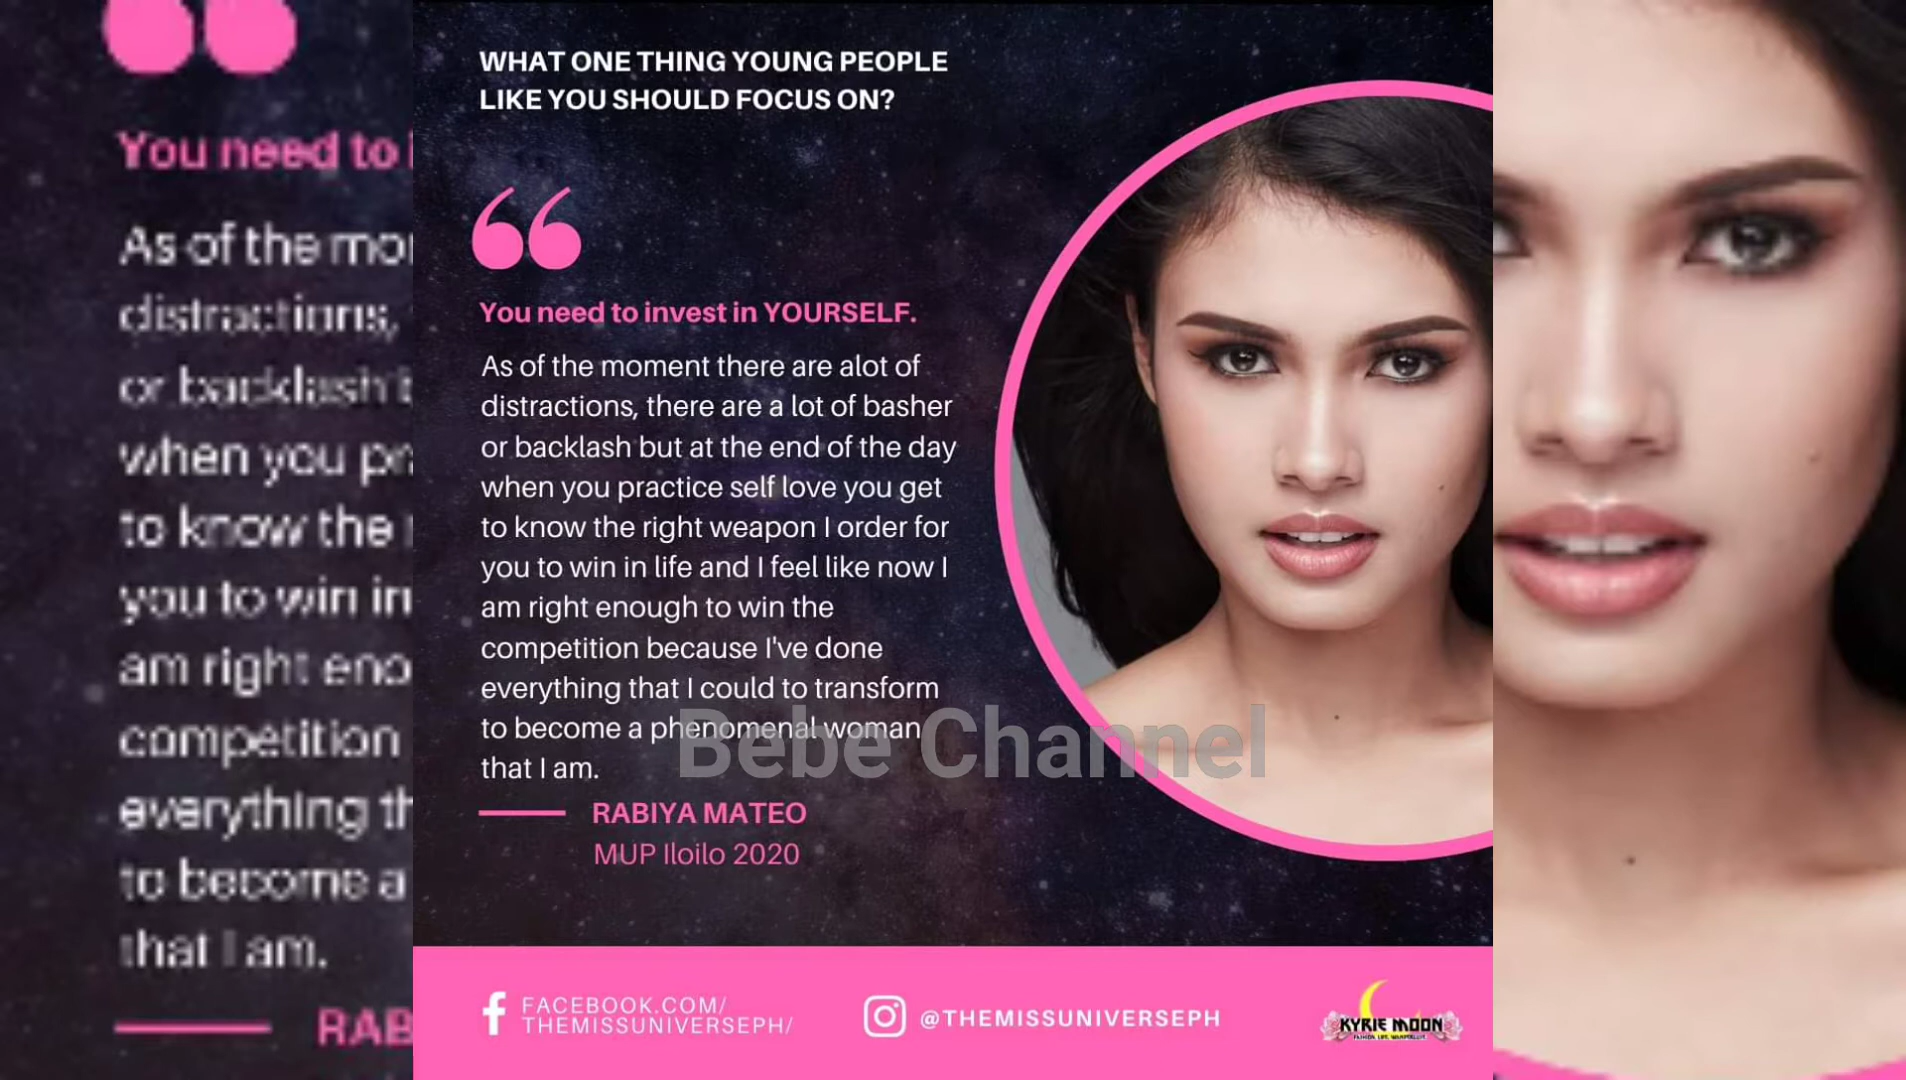 WHAT ONE THING YOUNG PEOPLE
LIKE YOU SHOULD FOCUS ON?
You need to invest in YOURSELF.
As of the moment there are alot of
distractions, there are a lot of basher
or backlash but at the end of the day
when you practice self love you get
to know the right weapon I order for
you to win in life and I feel like now I
am right enough to win the
competition because I've done
everything that I could to transform
to become a phenomenal woman
that I am.
Bebe Channel
RABIYA MATEO
MUP Iloilo 2020
FACEBOOK.COM/
THEMISSUNIVERSEPH/
@THEMISSUNIVERSEPH
KYRIE MOON
You need to
As of the mo
distractions,
or backlash
when you pr
to know the
you to win in
am right eno
competition
everything th
to become a
that I am.
RAB